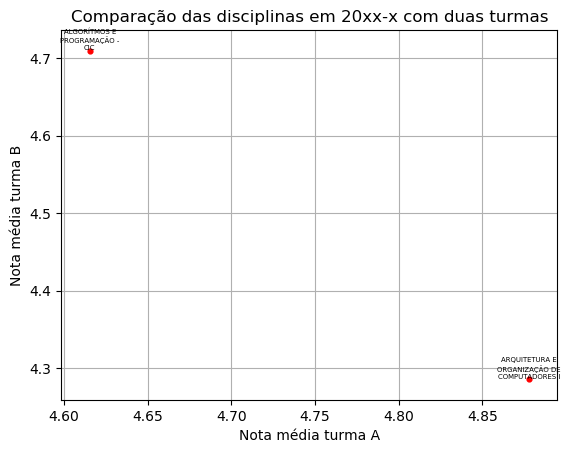 Comparação das disciplinas em 20xx-x com duas turmas
ALGORITMOS E
PROGRAMAÇÃO -
CIC
4.7
4.6
4.5
4.4
4.3
Nota média turma B
ARQUITETURA E
ORGANIZAÇÃO DE
COMPUTADORES I
4.60 4.65 4.70 4.75 4.80 4.85
Nota média turma A